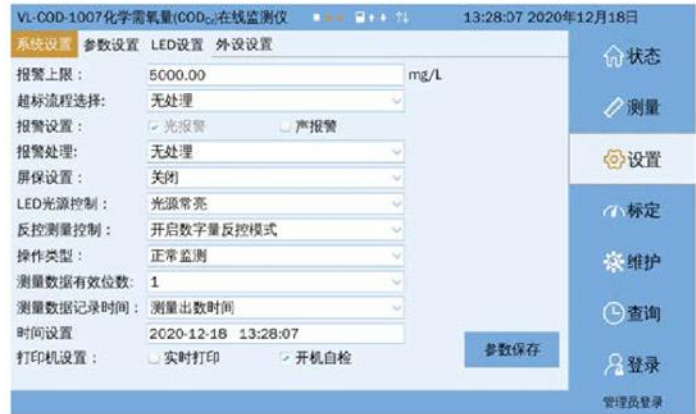 VL-COD-1007化学需氧量(CODCr)在线监测仪 13:28:07 2020年12月18日
系统设置 参数设置 LED设置 外设设置
报警上限： 5000.00 mg/L
超标流程选择: 无处理
报警设置： 光报警 声报警
报警处理: 无处理
屏保设置： 关闭
LED光源控制： 光源常亮
反控测量控制： 开启数字量反控模式
操作类型： 正常监测
测量数据有效位数: 1
测量数据记录时间： 测量出数时间
时间设置 2020-12-18 13:28:07
打印机设置： 实时打印 开机自检
参数保存
状态
测量
设置
标定
维护
查询
登录
管理员登录